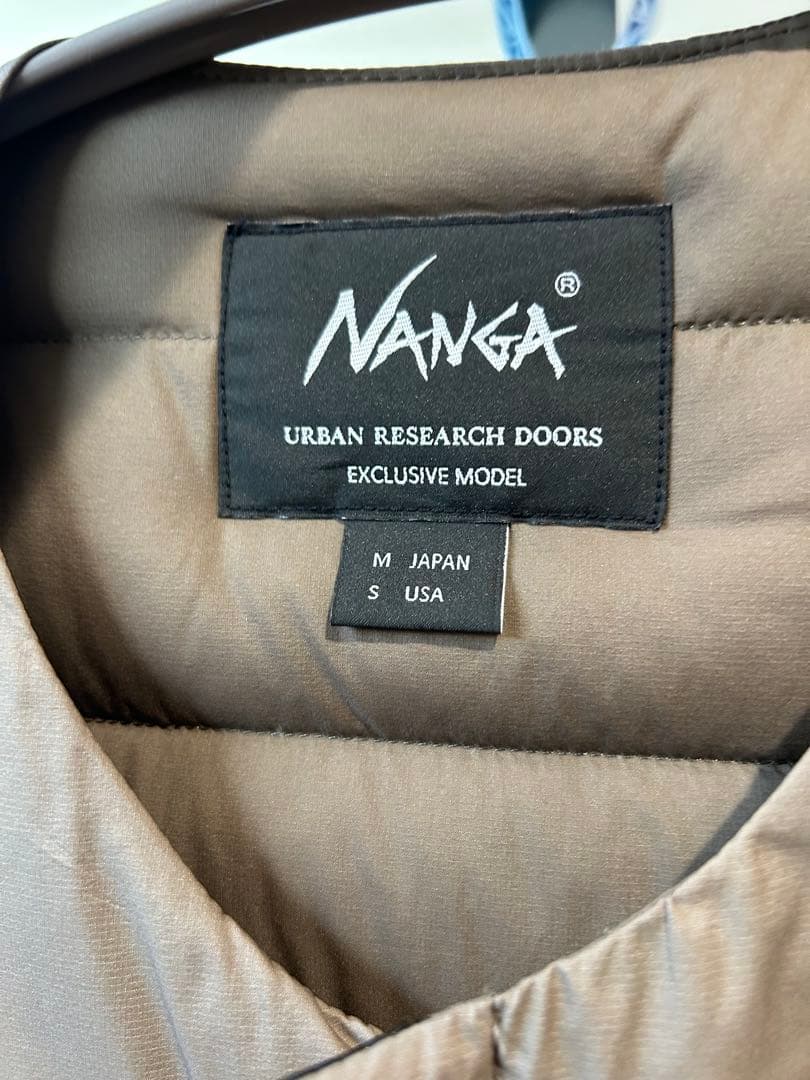 NANGA®
URBAN RESEARCH DOORS
EXCLUSIVE MODEL
M JAPAN
S USA